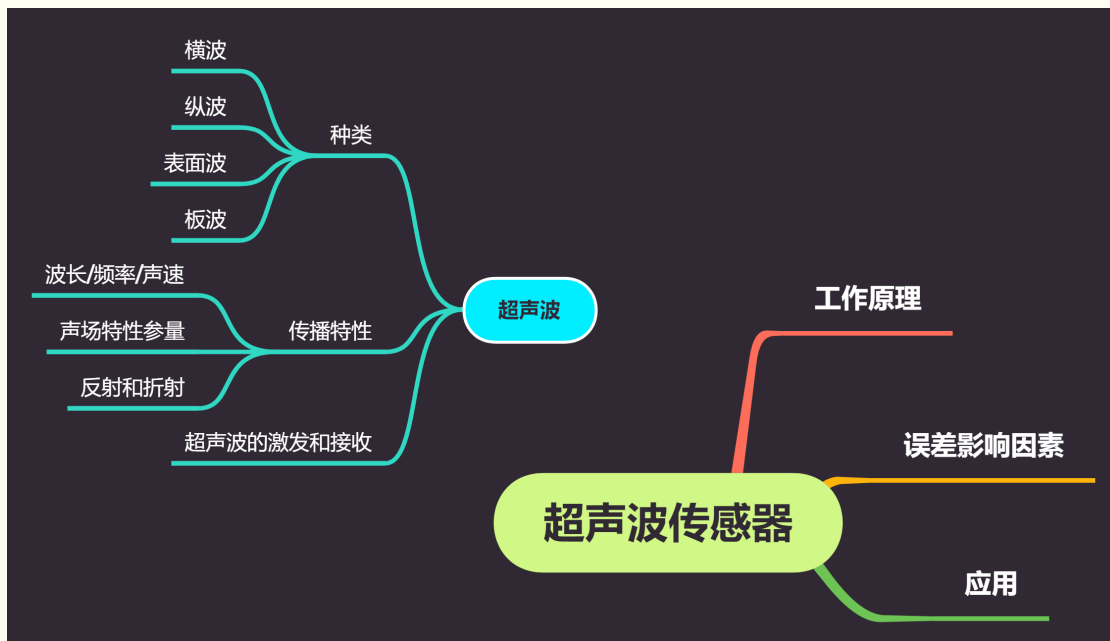 横波
纵波
种类
表面波
板波
波长/频率/声速
声场特性参量
传播特性
反射和折射
超声波的激发和接收
超声波
工作原理
误差影响因素
超声波传感器
应用